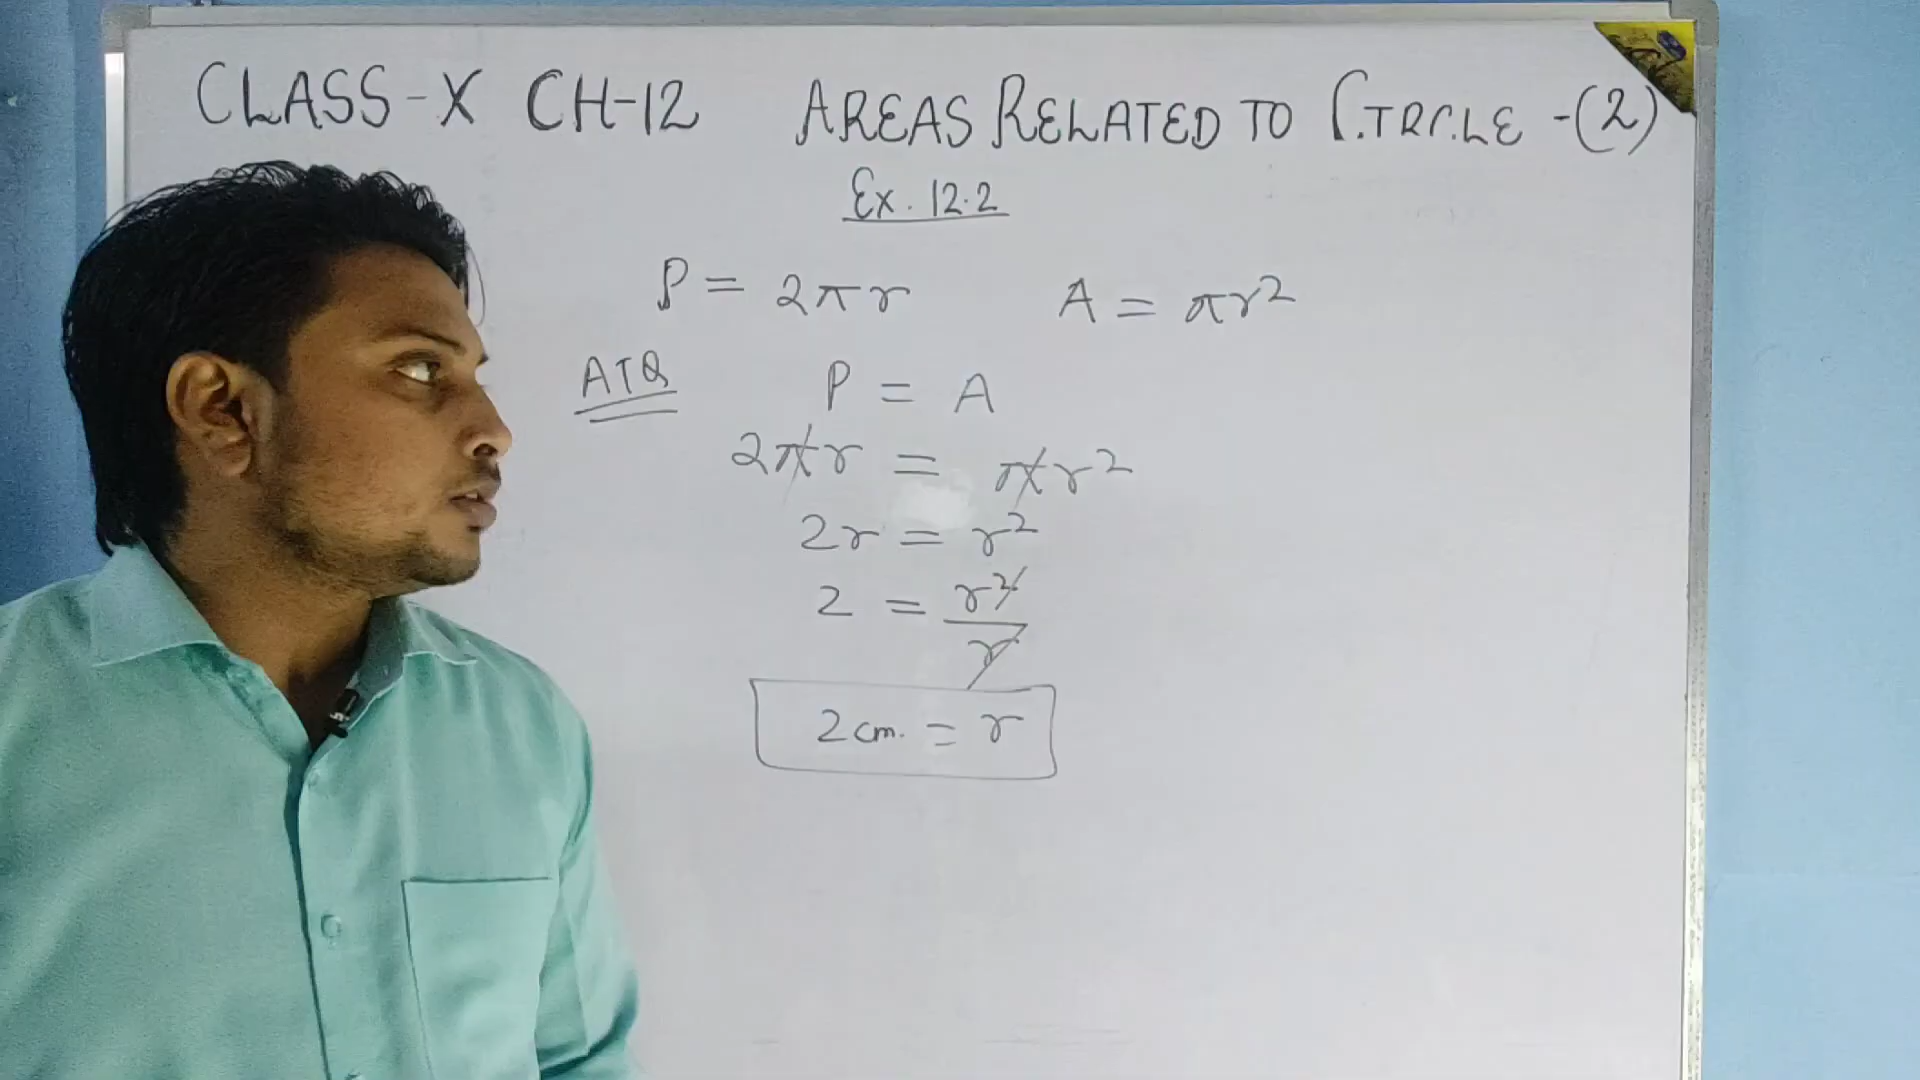 CLASS-X CH-12 AREAS RELATED TO CIRCLE -(2)
Ex. 12.2
P = 2πr A = πr²
ATQ P = A
2πr = πr²
2r = r²
2 = r²/r
2cm. = r